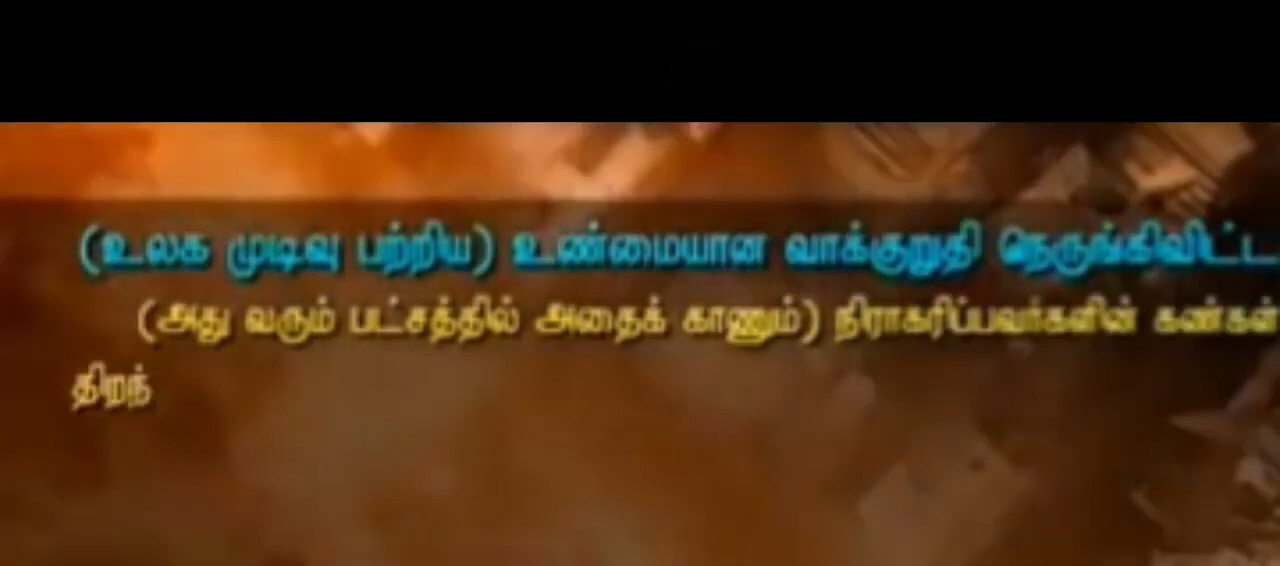 (உலக முடிவு பற்றிய) உண்மையான வாக்குறுதி நெருங்கிவிட்ட
(அது வரும் பட்சத்தில் அதைக் காணும்) நிராகரிப்பவர்களின் கண்கள்
திறந்